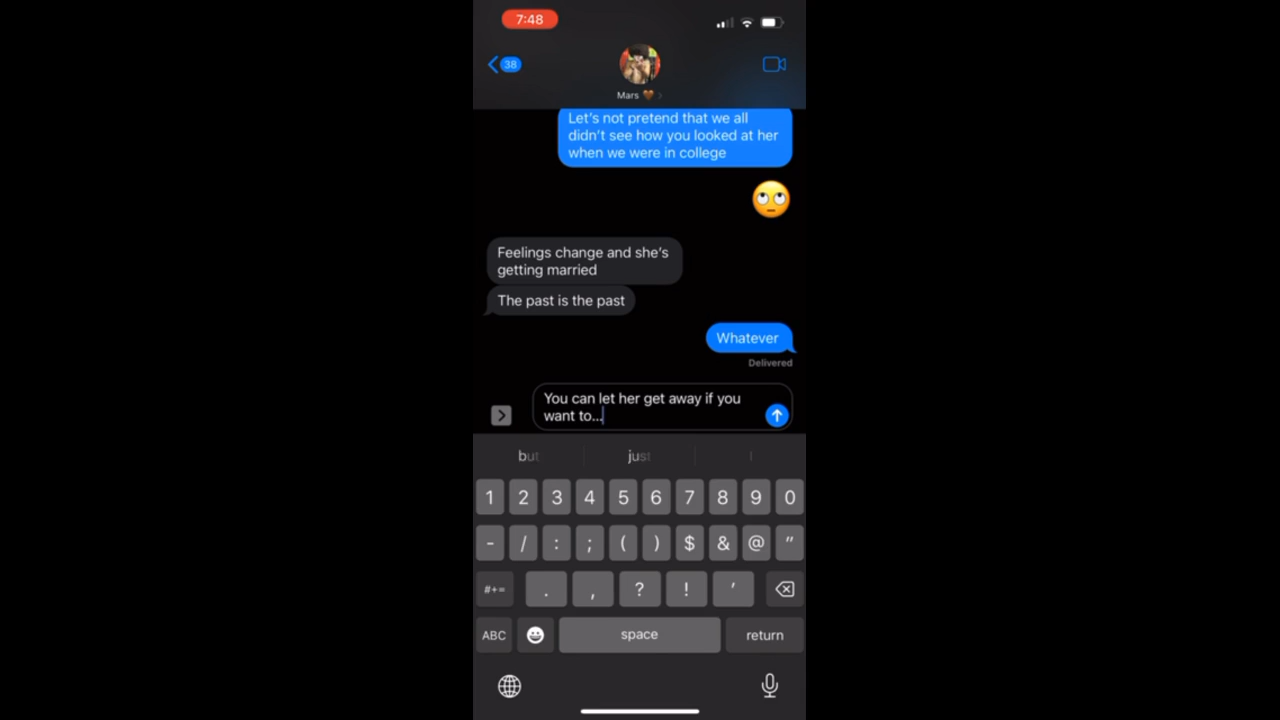 7:48
38
Mars 🤎 >
Let's not pretend that we all
didn't see how you looked at her
when we were in college
🙄
Feelings change and she's
getting married
The past is the past
Whatever
Delivered
You can let her get away if you
want to...
but just I
1 2 3 4 5 6 7 8 9 0
- / : ; ( ) $ & @ "
#+= . , ? ! '
ABC space return